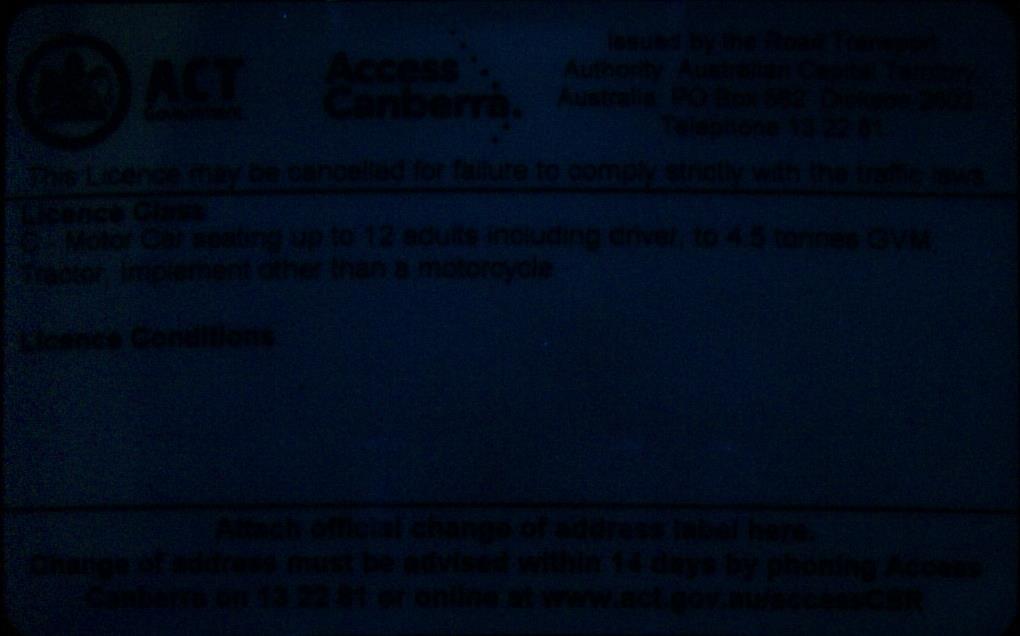 ACT
Government
Access
Canberra.
Issued by the Road Transport
Authority Australian Capital Territory
Australia PO Box 582 Dickson 2602
Telephone 13 22 81
This Licence may be cancelled for failure to comply strictly with the traffic laws
Licence Class
C Motor Car seating up to 12 adults including driver, to 4.5 tonnes GVM,
Tractor, implement other than a motorcycle
Licence Conditions
Attach official change of address label here.
Change of address must be advised within 14 days by phoning Access
Canberra on 13 22 81 or online at www.act.gov.au/accessCBR